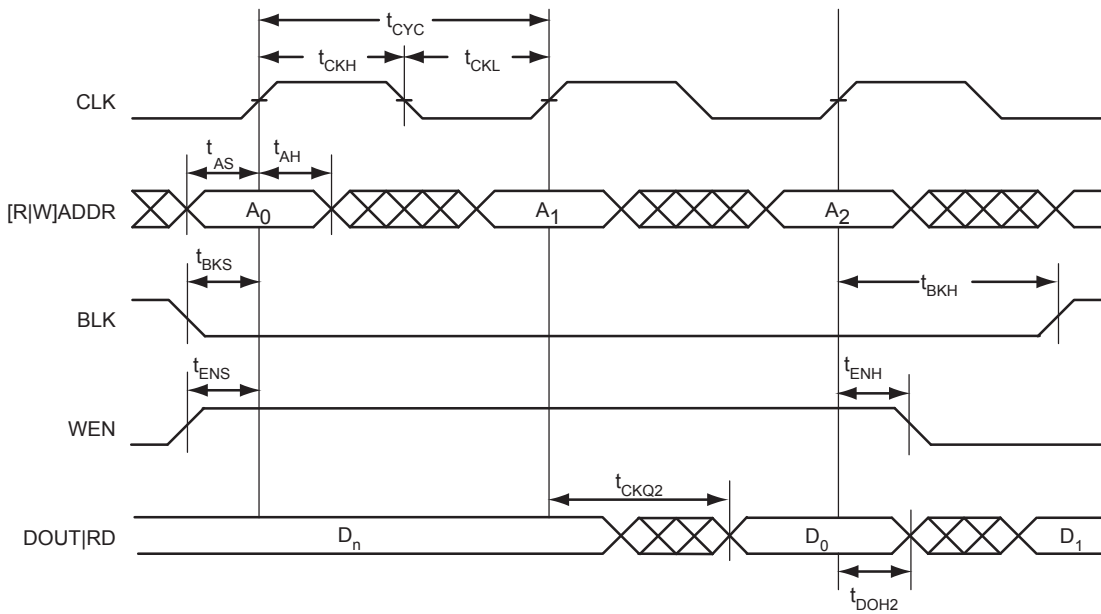 tCYC
tCKH
tCKL
CLK
tAS
tAH
[R|W]ADDR
A0
A1
A2
tBKS
tBKH
BLK
tENS
tENH
WEN
tCKQ2
DOUT|RD
Dn
D0
D1
tDOH2